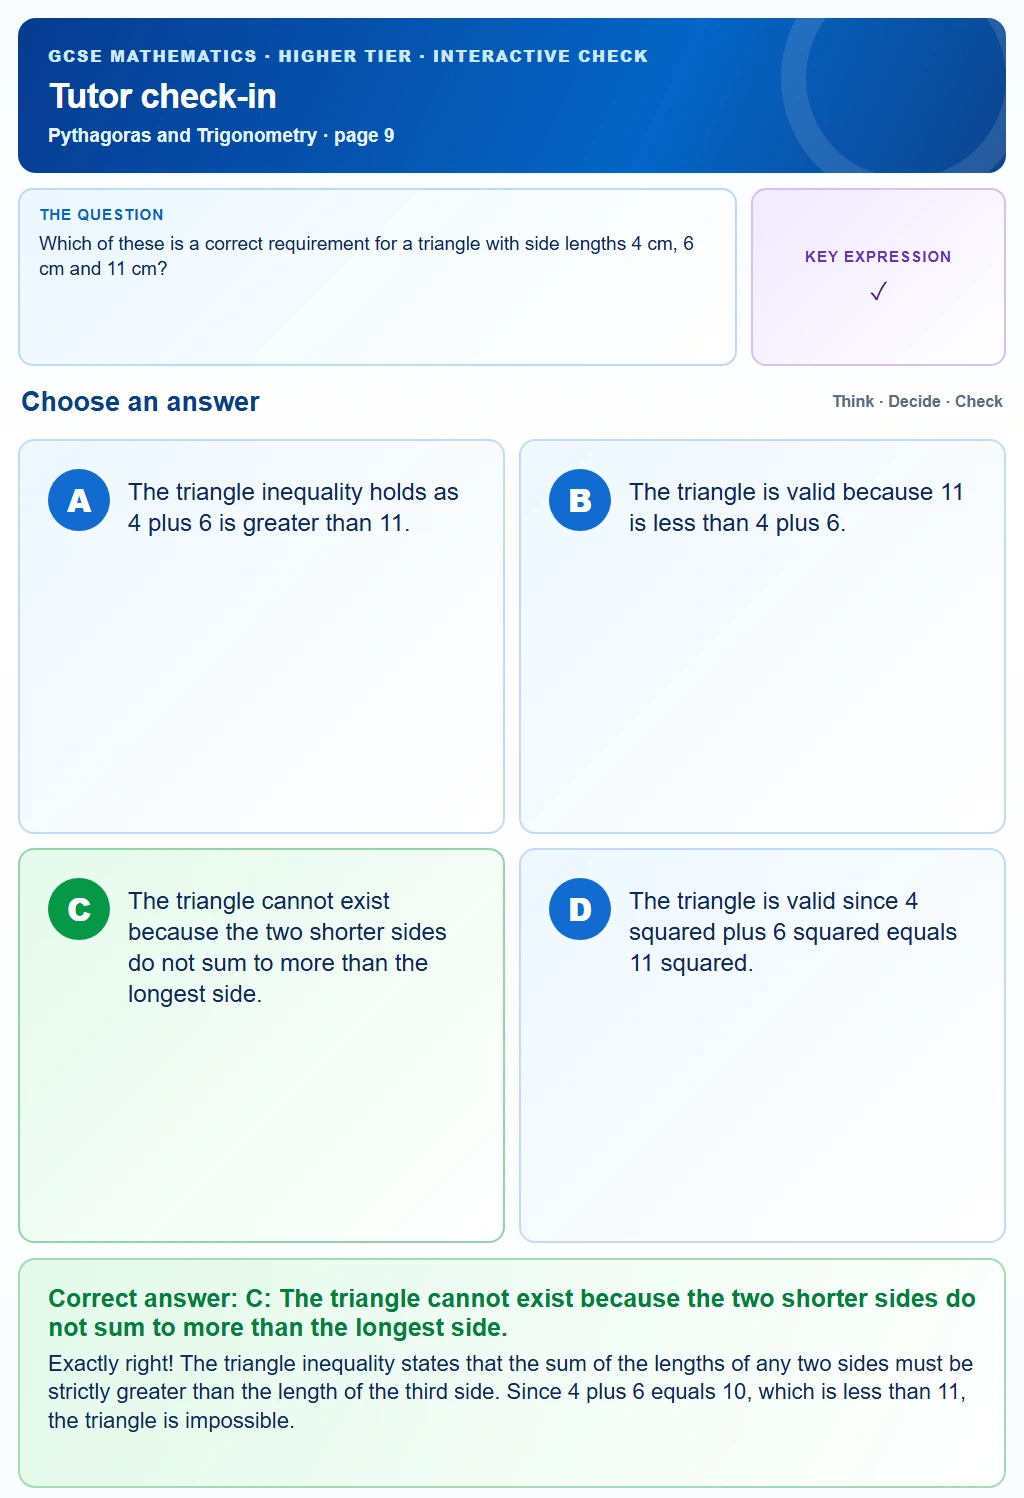 GCSE MATHEMATICS · HIGHER TIER · INTERACTIVE CHECK
Tutor check-in
Pythagoras and Trigonometry · page 9
THE QUESTION
Which of these is a correct requirement for a triangle with side lengths 4 cm, 6
cm and 11 cm?
KEY EXPRESSION
✓
Choose an answer
Think · Decide · Check
A
The triangle inequality holds as
4 plus 6 is greater than 11.
B
The triangle is valid because 11
is less than 4 plus 6.
C
The triangle cannot exist
because the two shorter sides
do not sum to more than the
longest side.
D
The triangle is valid since 4
squared plus 6 squared equals
11 squared.
Correct answer: C: The triangle cannot exist because the two shorter sides do
not sum to more than the longest side.
Exactly right! The triangle inequality states that the sum of the lengths of any two sides must be
strictly greater than the length of the third side. Since 4 plus 6 equals 10, which is less than 11,
the triangle is impossible.